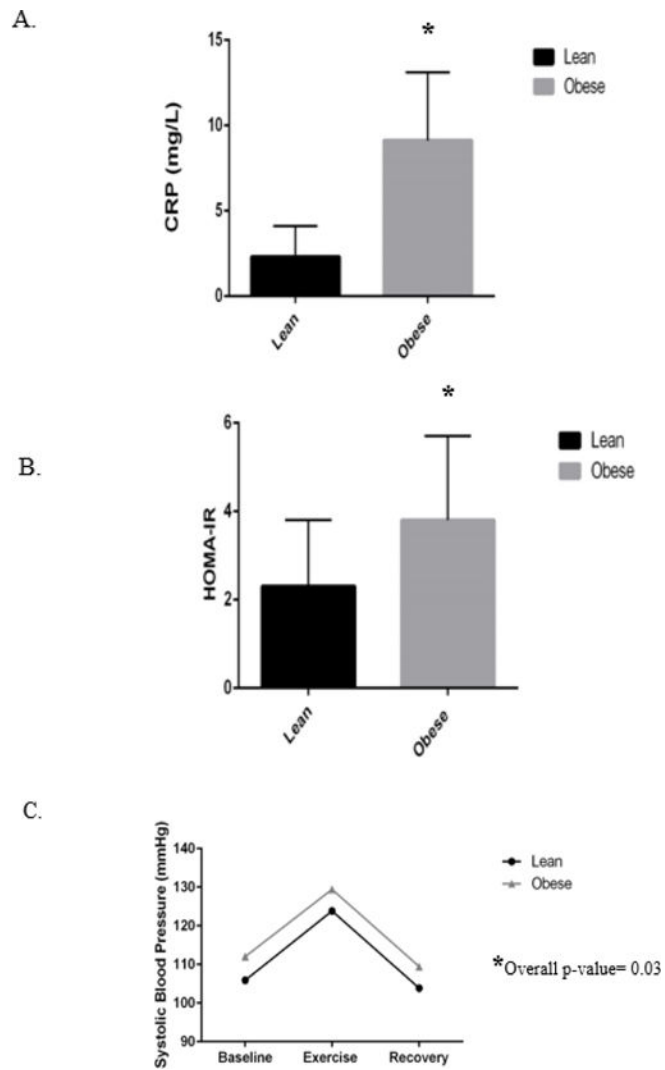 A.
*
15
10
5
0
CRP (mg/L)
Lean
Obese
Lean
Obese
B.
*
6
4
2
0
HOMA-IR
Lean
Obese
Lean
Obese
C.
140
130
120
110
100
90
Systolic Blood Pressure (mmHg)
Baseline Exercise Recovery
Lean
Obese
*Overall p-value= 0.03